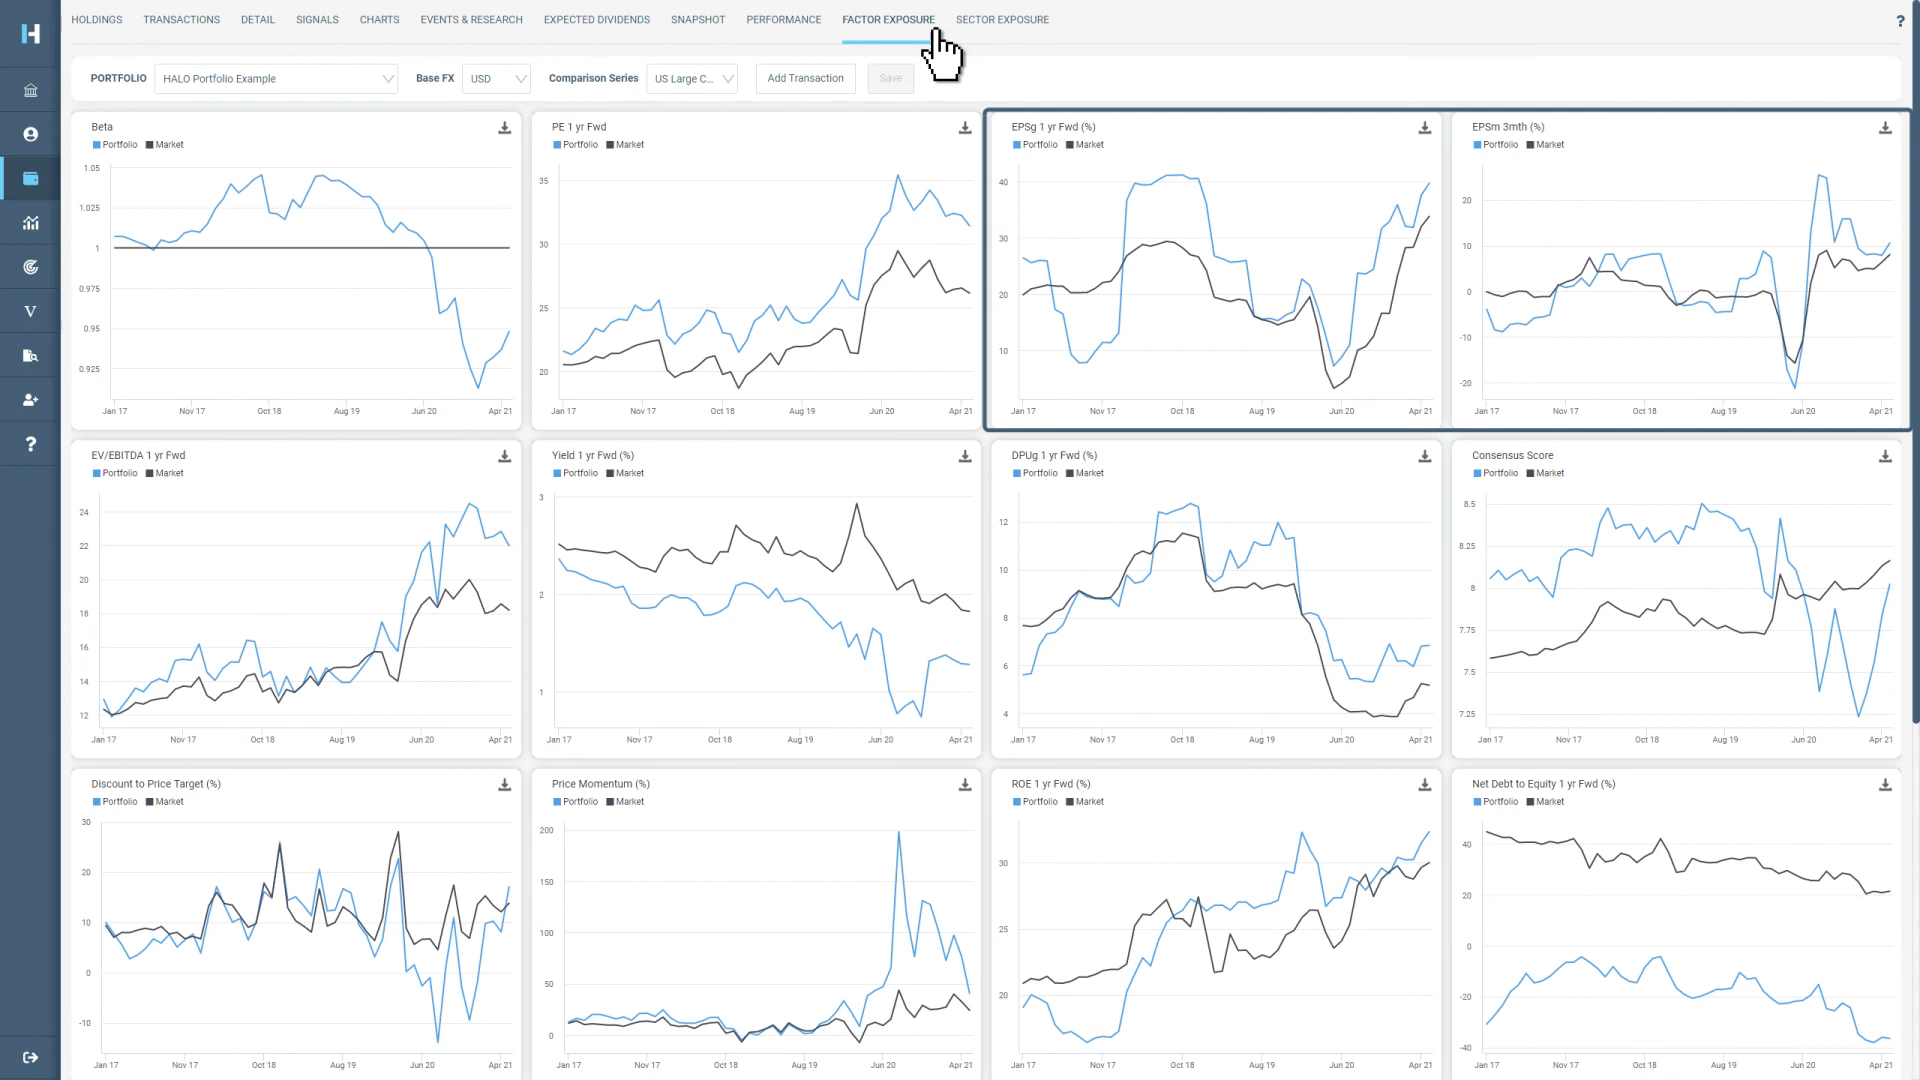 H HOLDINGS TRANSACTIONS DETAIL SIGNALS CHARTS EVENTS & RESEARCH EXPECTED DIVIDENDS SNAPSHOT PERFORMANCE FACTOR EXPOSURE SECTOR EXPOSURE ?
PORTFOLIO HALO Portfolio Example Base FX USD Comparison Series US Large C... Add Transaction Save
V
?
Beta
Portfolio Market
1.05
1.025
1
0.975
0.95
0.925
Jan 17 Nov 17 Oct 18 Aug 19 Jun 20 Apr 21
PE 1 yr Fwd
Portfolio Market
35
30
25
20
Jan 17 Nov 17 Oct 18 Aug 19 Jun 20 Apr 21
EPSg 1 yr Fwd (%)
Portfolio Market
40
30
20
10
Jan 17 Nov 17 Oct 18 Aug 19 Jun 20 Apr 21
EPSm 3mth (%)
Portfolio Market
20
10
0
-10
-20
Jan 17 Nov 17 Oct 18 Aug 19 Jun 20 Apr 21
EV/EBITDA 1 yr Fwd
Portfolio Market
24
22
20
18
16
14
12
Jan 17 Nov 17 Oct 18 Aug 19 Jun 20 Apr 21
Yield 1 yr Fwd (%)
Portfolio Market
3
2
1
Jan 17 Nov 17 Oct 18 Aug 19 Jun 20 Apr 21
DPUg 1 yr Fwd (%)
Portfolio Market
12
10
8
6
4
Jan 17 Nov 17 Oct 18 Aug 19 Jun 20 Apr 21
Consensus Score
Portfolio Market
8.5
8.25
8
7.75
7.5
7.25
Jan 17 Nov 17 Oct 18 Aug 19 Jun 20 Apr 21
Discount to Price Target (%)
Portfolio Market
30
20
10
0
-10
Jan 17 Nov 17 Oct 18 Aug 19 Jun 20 Apr 21
Price Momentum (%)
Portfolio Market
200
150
100
50
0
Jan 17 Nov 17 Oct 18 Aug 19 Jun 20 Apr 21
ROE 1 yr Fwd (%)
Portfolio Market
30
25
20
Jan 17 Nov 17 Oct 18 Aug 19 Jun 20 Apr 21
Net Debt to Equity 1 yr Fwd (%)
Portfolio Market
40
20
0
-20
-40
Jan 17 Nov 17 Oct 18 Aug 19 Jun 20 Apr 21